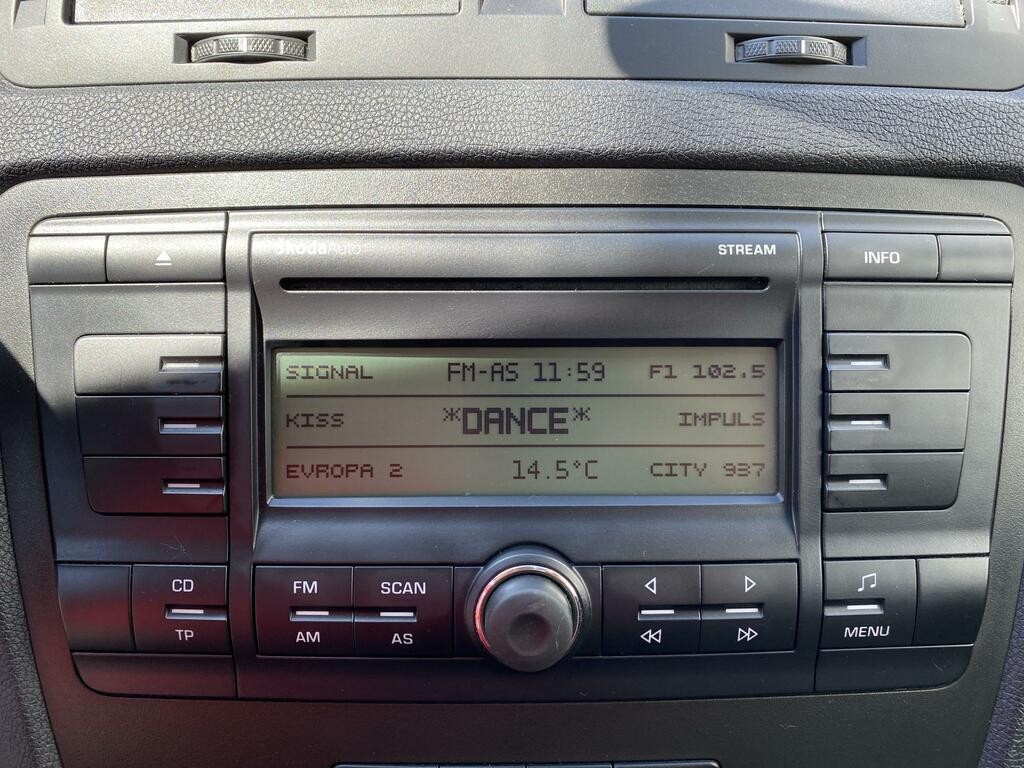 ŠkodaAuto STREAM INFO
SIGNAL FM-AS 11:59 F1 102.5
KISS *DANCE* IMPULS
EVROPA 2 14.5°C CITY 937
CD FM SCAN
TP AM AS MENU